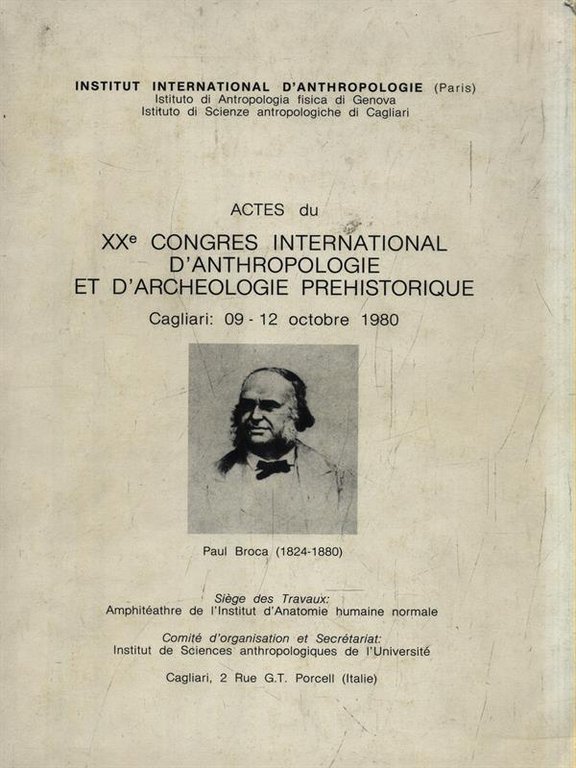 INSTITUT INTERNATIONAL D'ANTHROPOLOGIE (Paris)
Istituto di Antropologia fisica di Genova
Istituto di Scienze antropologiche di Cagliari
ACTES du
XXe CONGRES INTERNATIONAL
D'ANTHROPOLOGIE
ET D'ARCHEOLOGIE PREHISTORIQUE
Cagliari: 09 - 12 octobre 1980
Paul Broca (1824-1880)
Siège des Travaux:
Amphitéathre de l'Institut d'Anatomie humaine normale
Comité d'organisation et Secrétariat:
Institut de Sciences anthropologiques de l'Université
Cagliari, 2 Rue G.T. Porcell (Italie)